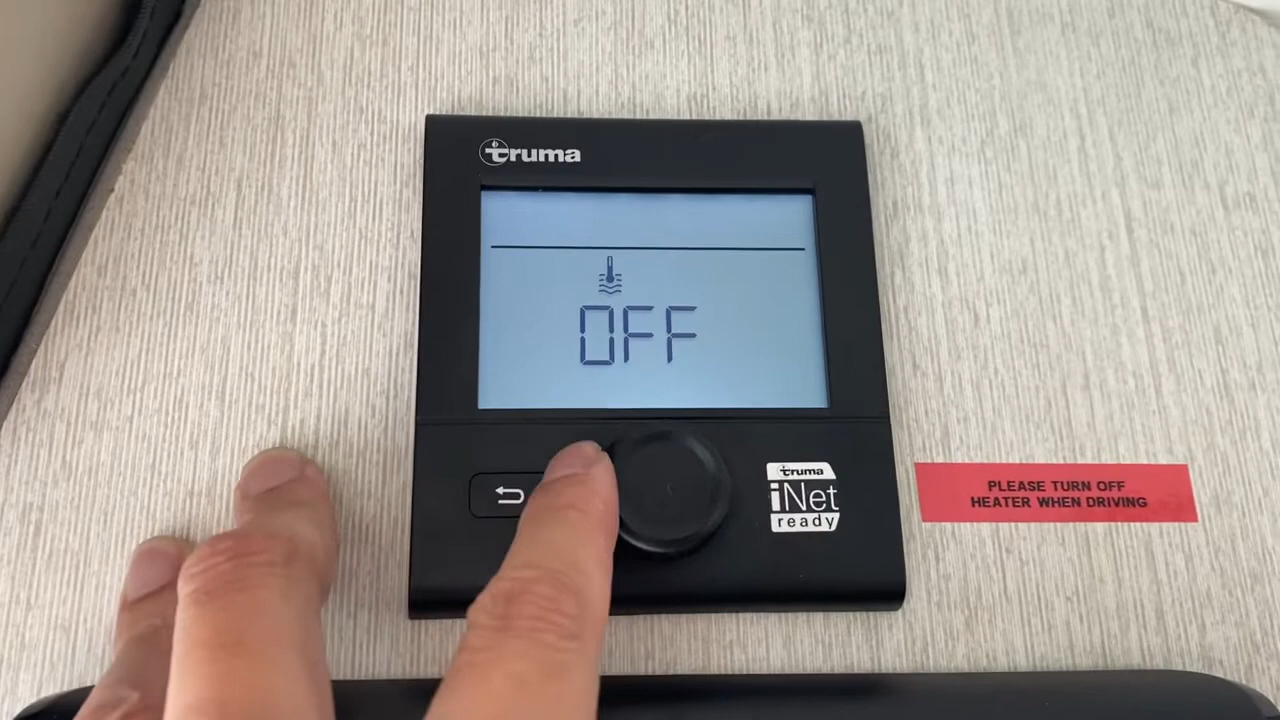 truma
OFF
truma
iNet
ready
PLEASE TURN OFF
HEATER WHEN DRIVING